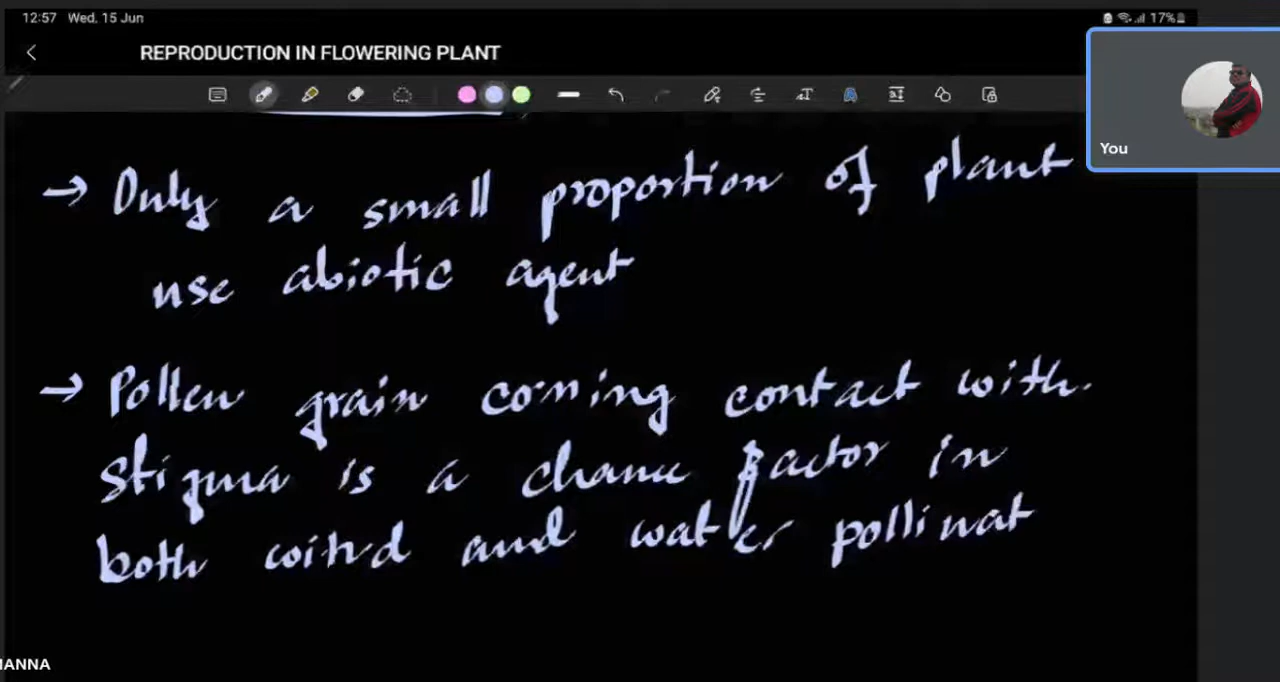 12:57 Wed, 15 Jun
17%
REPRODUCTION IN FLOWERING PLANT
You
→ Only a small proportion of plant
use abiotic agent
→ Pollen grain coming contact with
stigma is a chance factor in
both wind and water pollinat
MANNA